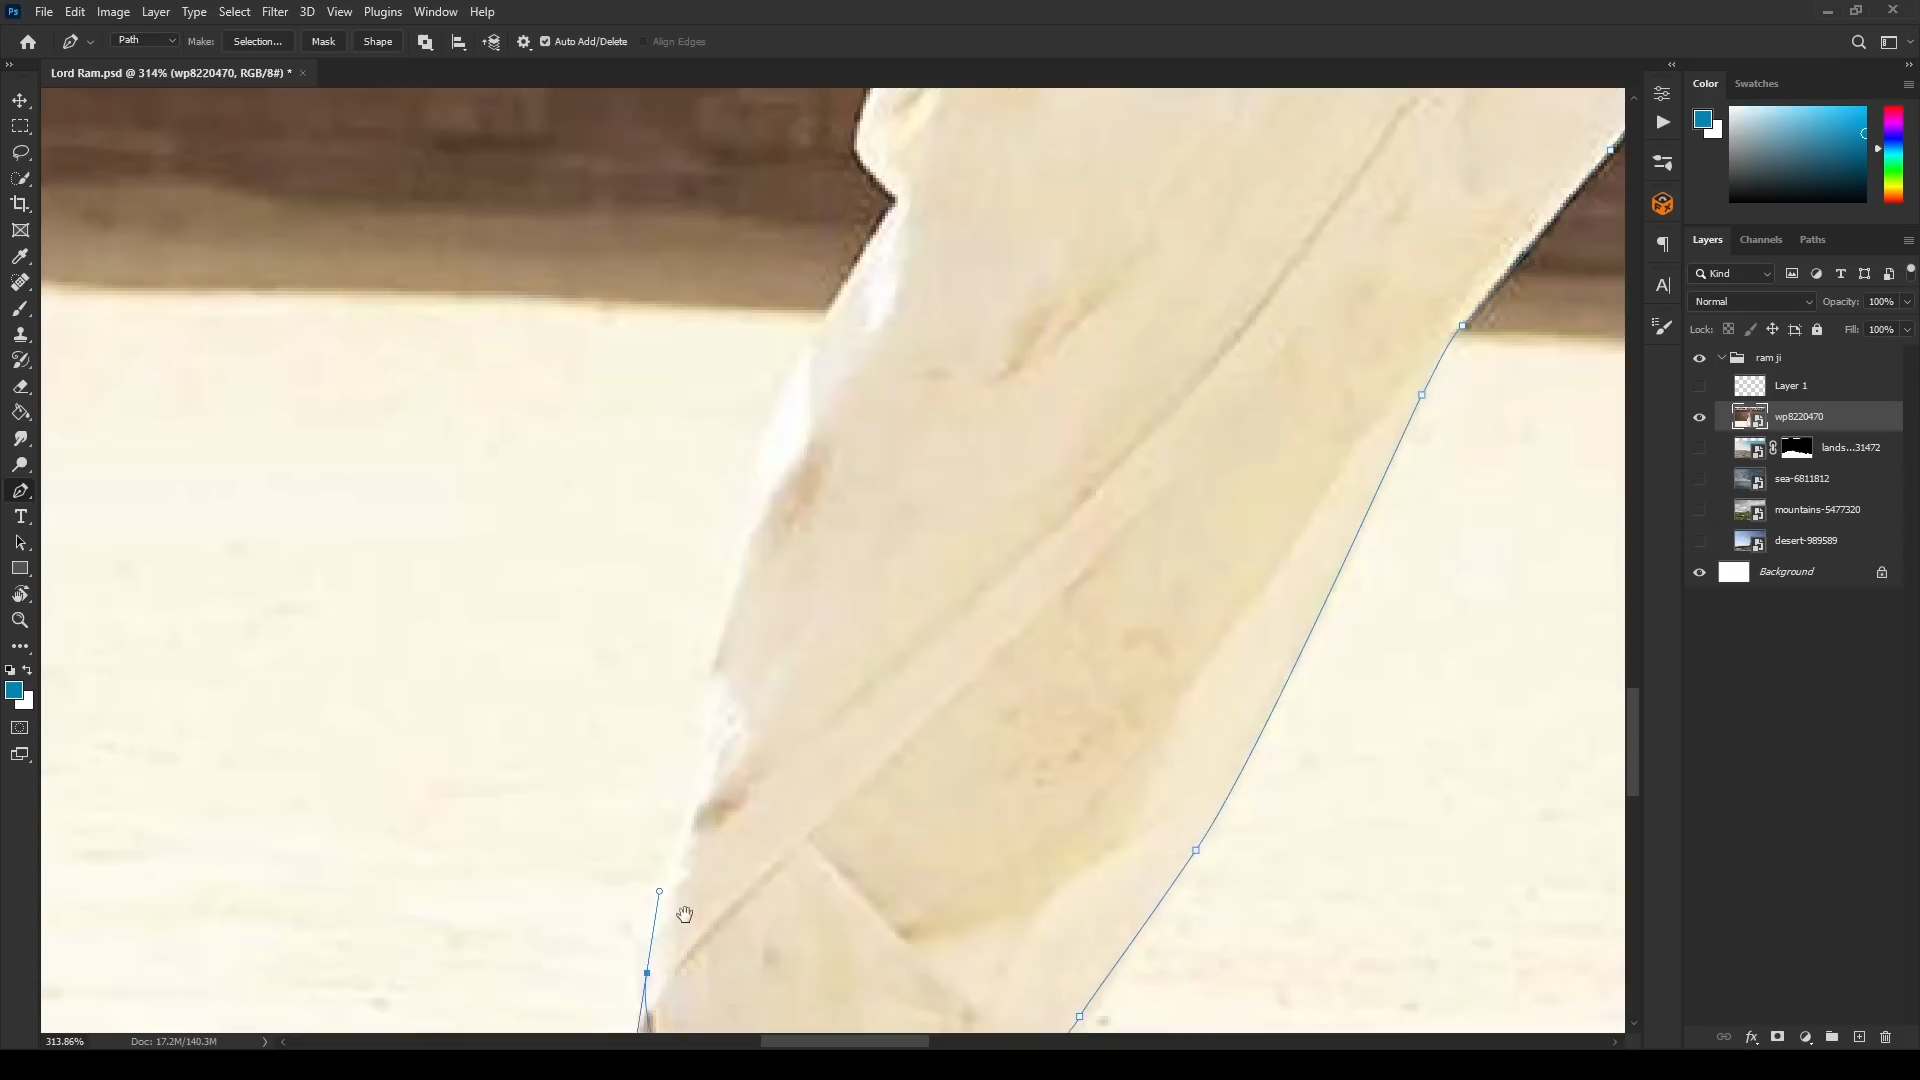 Ps File Edit Image Layer Type Select Filter 3D View Plugins Window Help
Path Make: Selection... Mask Shape Auto Add/Delete Align Edges
Lord Ram.psd @ 314% (wp8220470, RGB/8#) * ×
Color Swatches
Layers Channels Paths
Kind
Normal Opacity: 100%
Lock: Fill: 100%
ram ji
Layer 1
wp8220470
lands...31472
sea-6811812
mountains-5477320
desert-989589
Background
313.86% Doc: 17.2M/140.3M